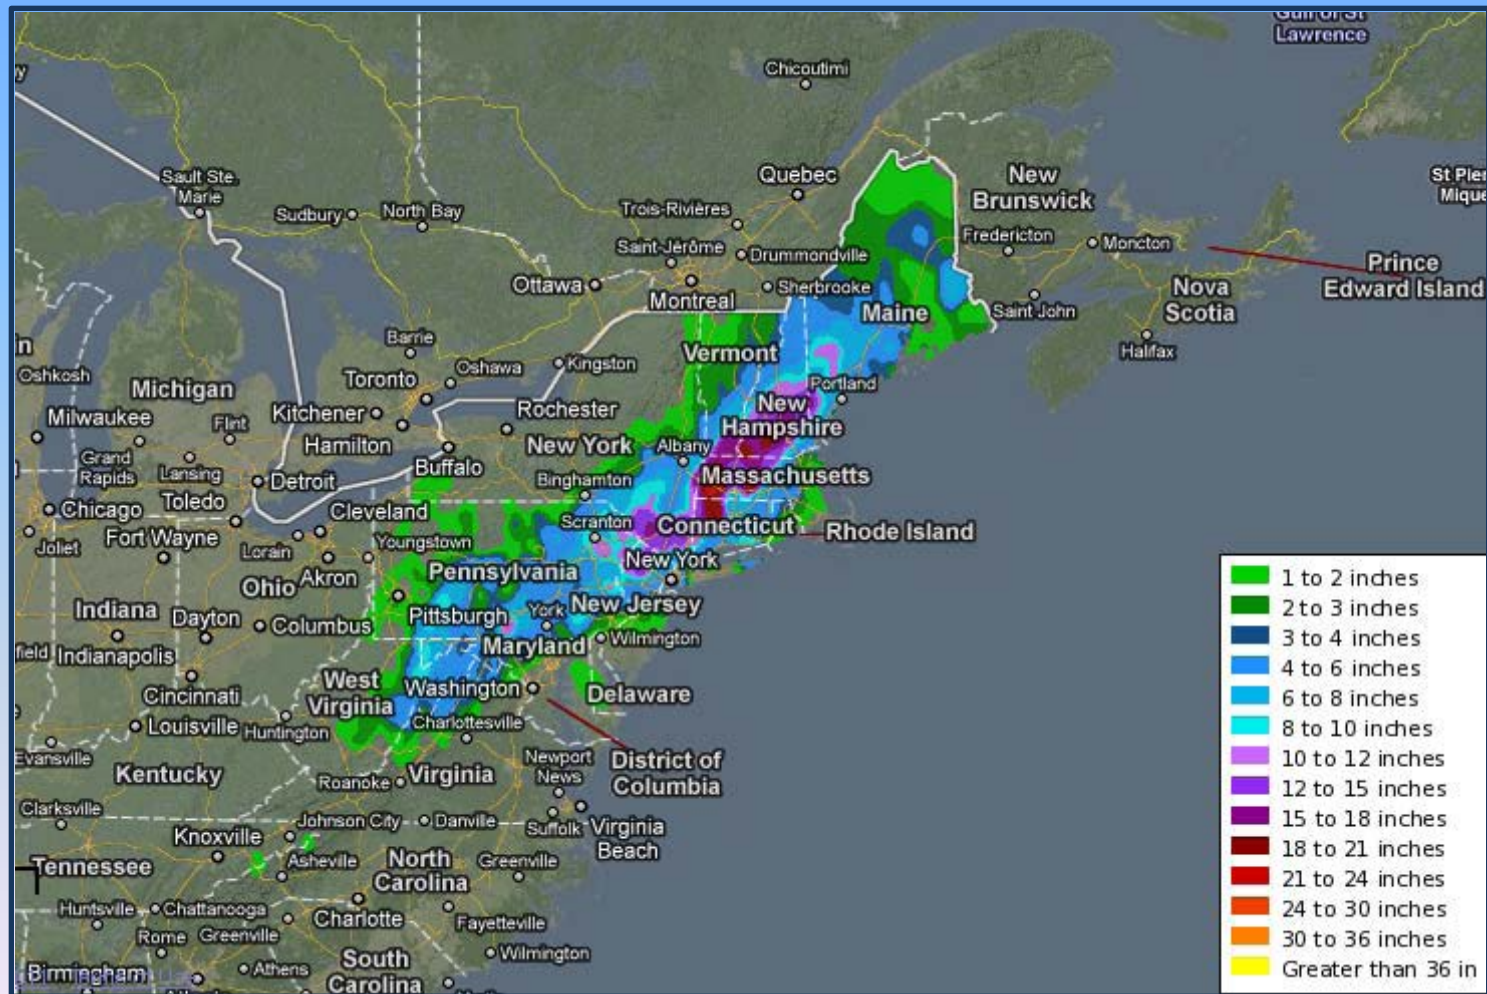 Gulf of St
Lawrence
Chicoutimi
Sault Ste.
Marie
Sudbury
North Bay
Trois-Rivières
Quebec
New
Brunswick
St Pier
Mique
Saint-Jérôme
Drummondville
Fredericton
Moncton
Ottawa
Montreal
Sherbrooke
Maine
Saint John
Nova
Scotia
Prince
Edward Island
Halifax
Barrie
Oshkosh
Michigan
Toronto
Oshawa
Kingston
Vermont
Portland
Milwaukee
Flint
Kitchener
Hamilton
Rochester
New York
Albany
New
Hampshire
Grand
Rapids
Lansing
Detroit
Buffalo
Binghamton
Massachusetts
Chicago
Toledo
Cleveland
Scranton
Connecticut
Rhode Island
Joliet
Fort Wayne
Lorain
Youngstown
Akron
Ohio
Pennsylvania
New York
Indiana
Dayton
Columbus
Pittsburgh
York
New Jersey
field
Indianapolis
Maryland
Wilmington
Cincinnati
West
Virginia
Washington
Delaware
Louisville
Huntington
Charlottesville
Evansville
Kentucky
Roanoke
Virginia
Newport
News
District of
Columbia
Clarksville
Knoxville
Johnson City
Danville
Suffolk
Virginia
Beach
Tennessee
Asheville
North
Carolina
Greenville
Huntsville
Chattanooga
Charlotte
Fayetteville
Rome
Greenville
Wilmington
Birmingham
Athens
South
Carolina
1 to 2 inches
2 to 3 inches
3 to 4 inches
4 to 6 inches
6 to 8 inches
8 to 10 inches
10 to 12 inches
12 to 15 inches
15 to 18 inches
18 to 21 inches
21 to 24 inches
24 to 30 inches
30 to 36 inches
Greater than 36 in